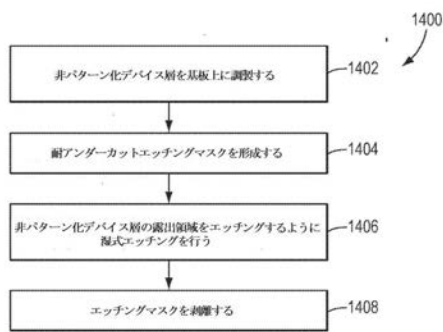 1400
非パターン化デバイス層を基板上に調製する
1402
耐アンダーカットエッチングマスクを形成する
1404
非パターン化デバイス層の露出領域をエッチングするように
湿式エッチングを行う
1406
エッチングマスクを剥離する
1408